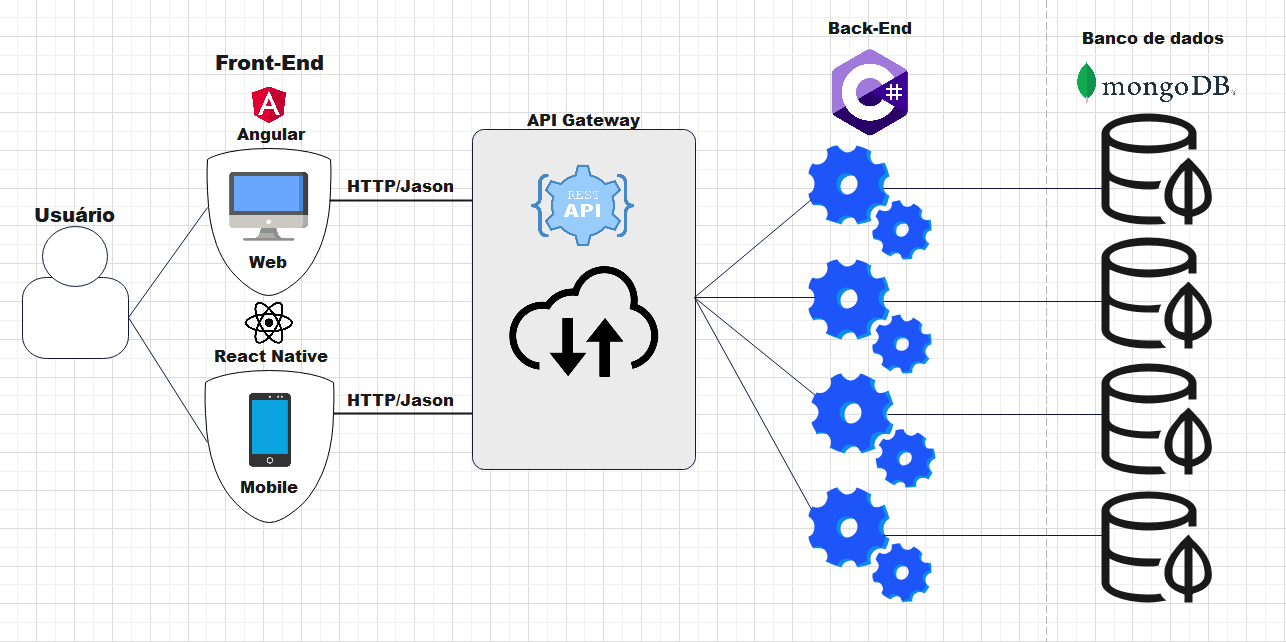 Usuário
Front-End
Angular
Web
React Native
Mobile
HTTP/Jason
HTTP/Jason
API Gateway
{ REST
API }
Back-End
C#
Banco de dados
mongoDB